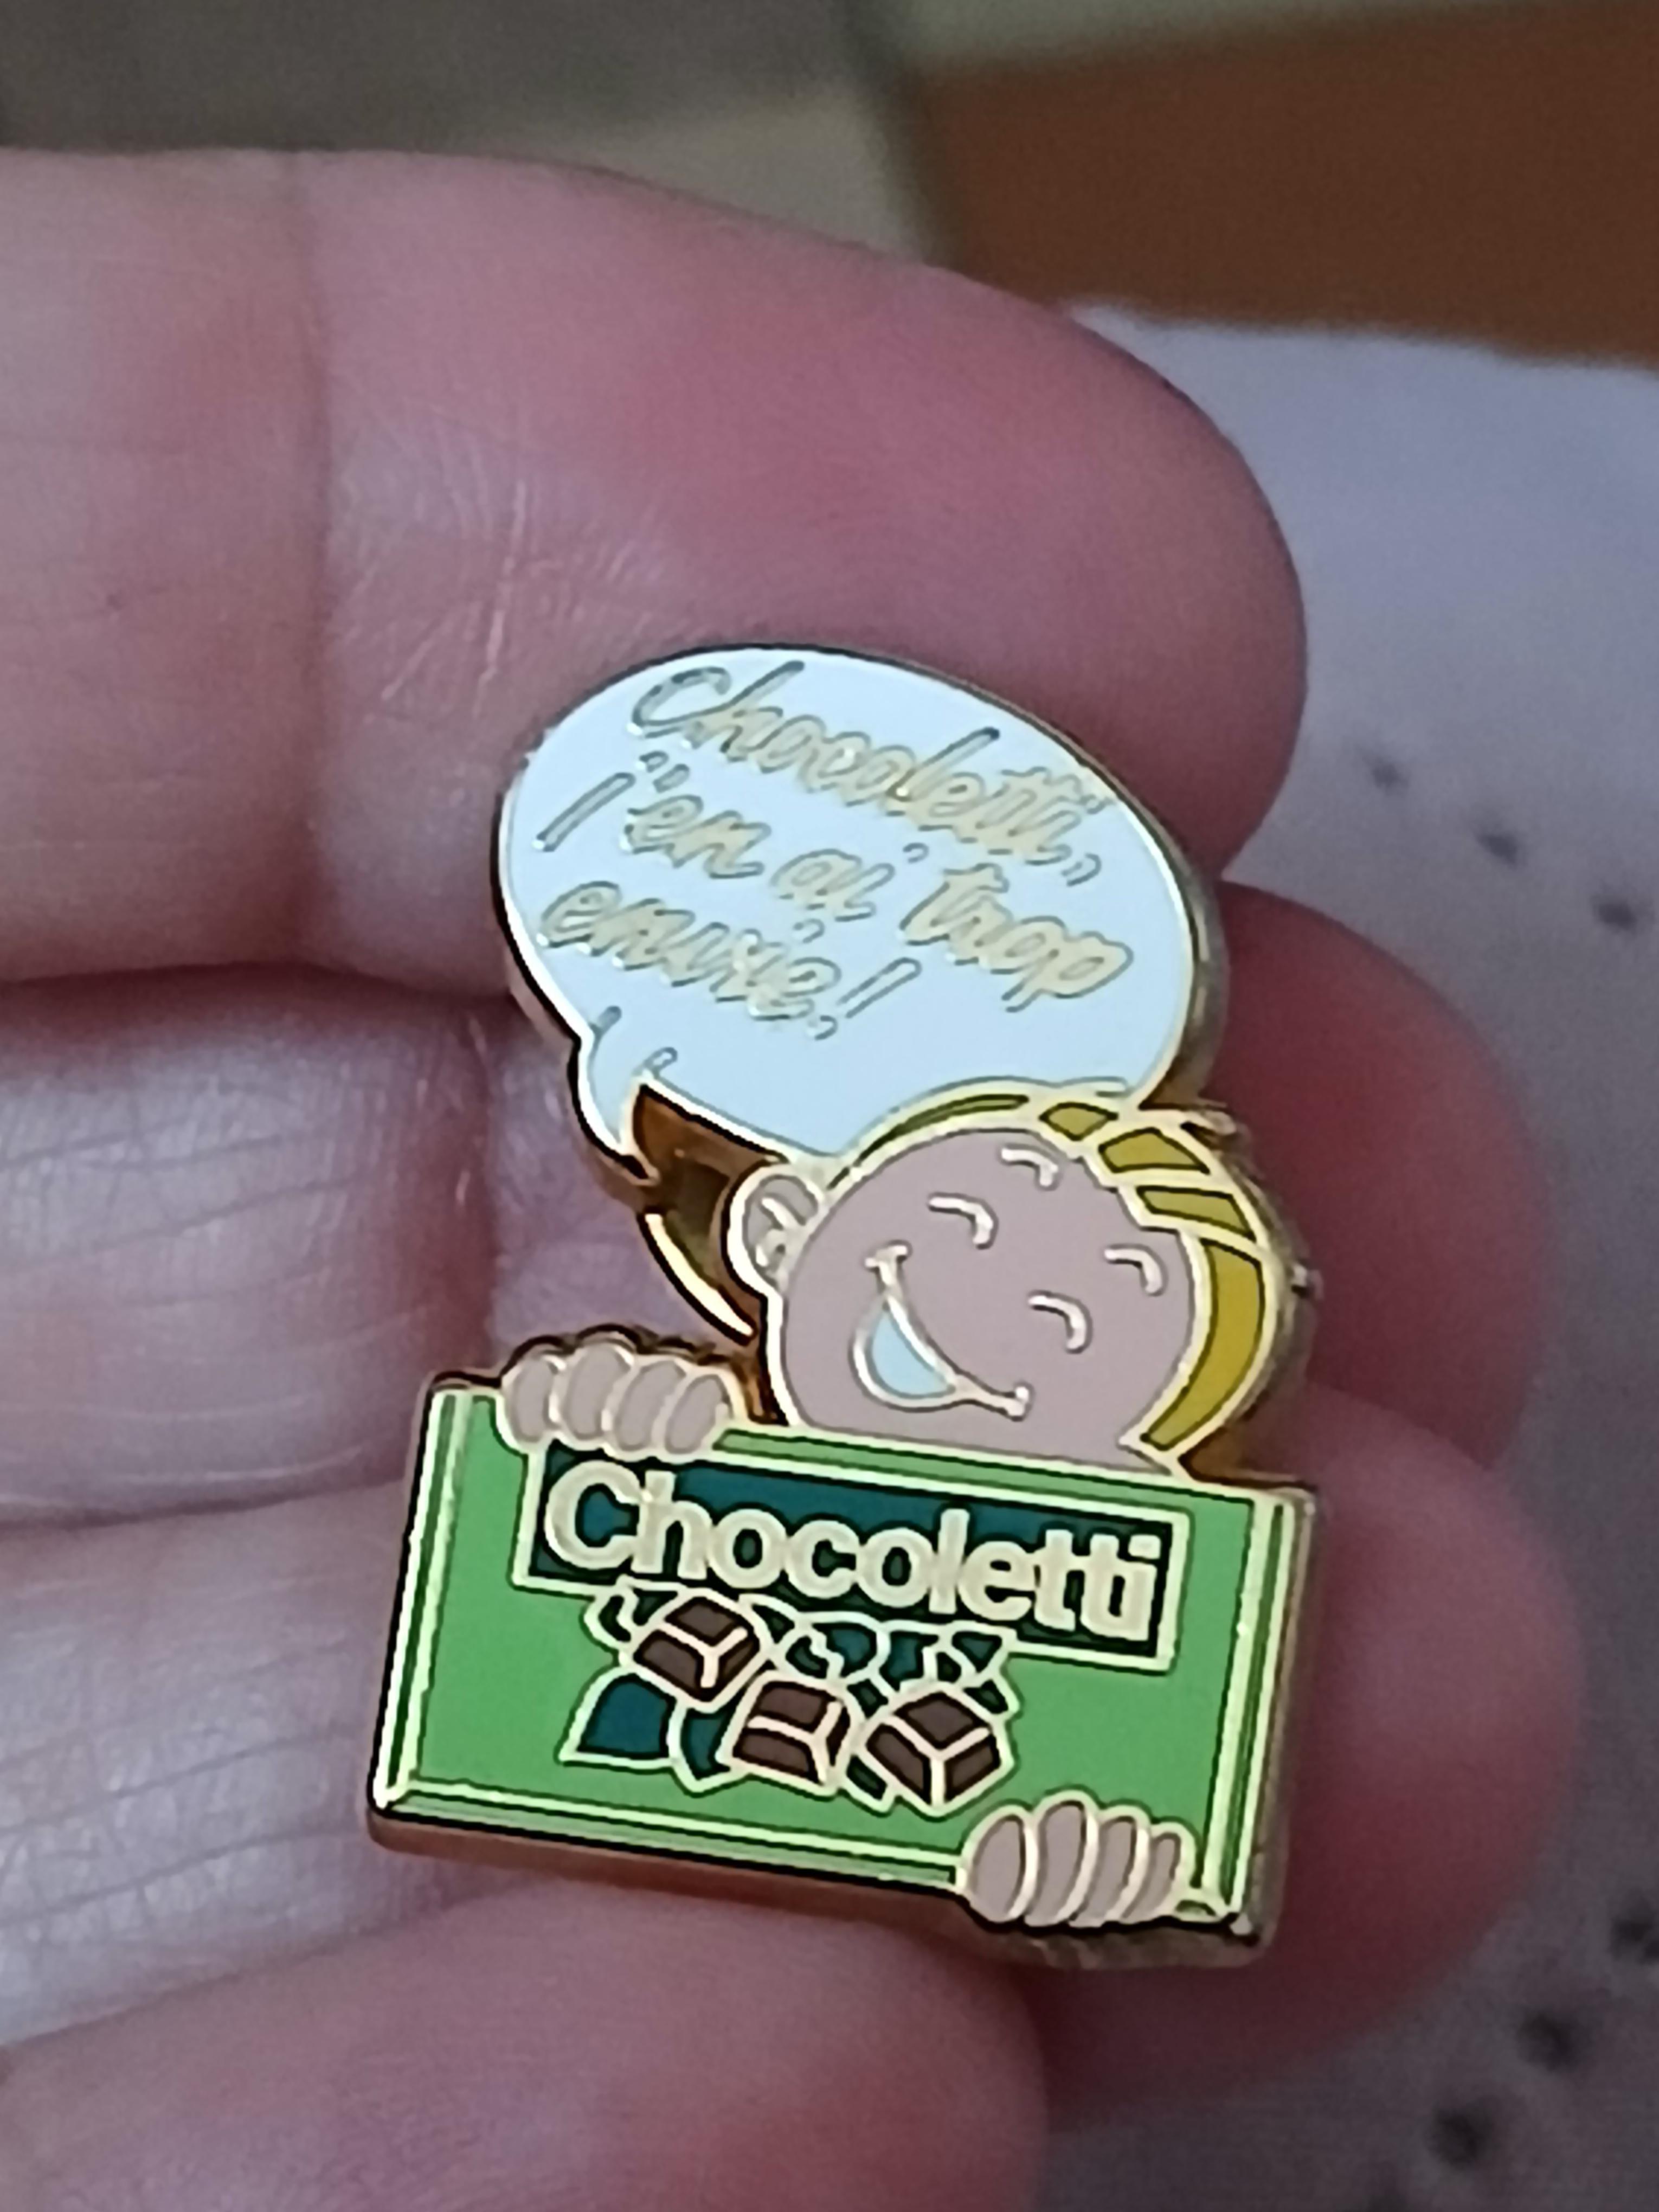 Chocoletti,
j'en ai trop
envie!
Chocoletti